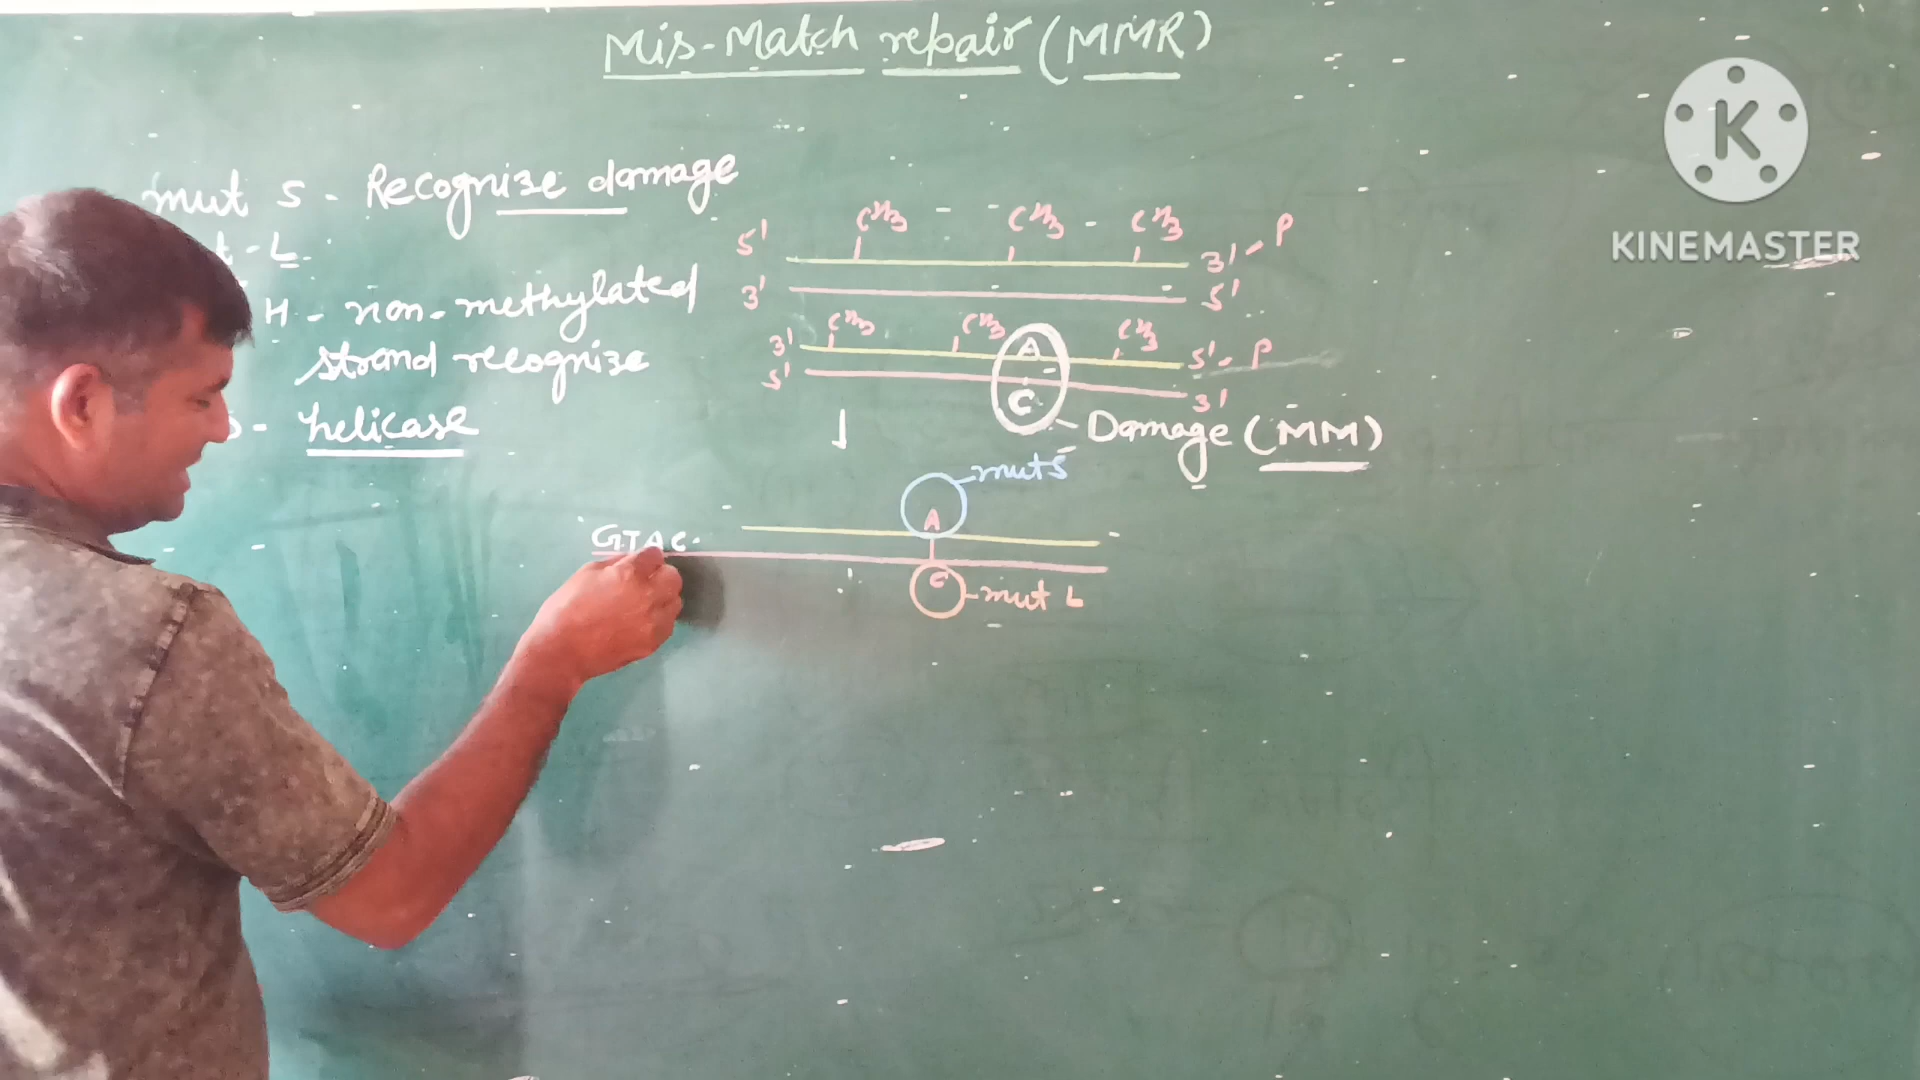 Mis-Match repair (MMR)
K
KINEMASTER
mut S - Recognize damage
t - L.
H - non-methylated
strand recognize
- helicase
CH3 CH3 CH3
5' 3' - P
3' 5'
CH3 CH3 CH3
3' A 5' - P
5' C 3'
Damage (MM)
mutS
A
GTAC
C
mut L